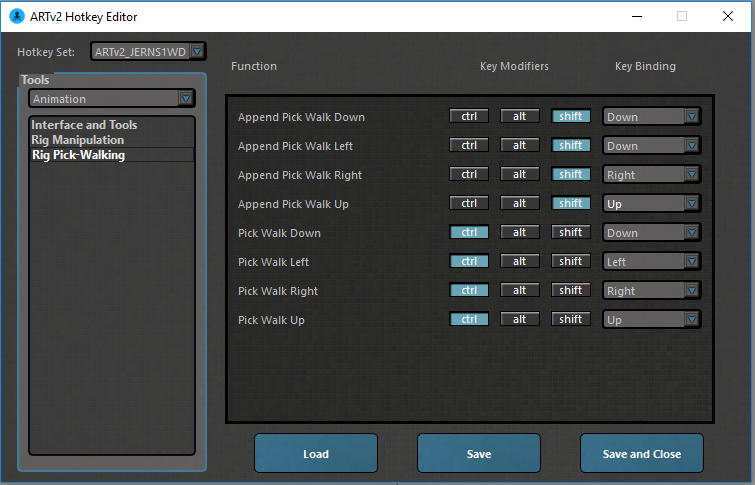 ARTv2 Hotkey Editor
Hotkey Set: ARTv2_JERNS1WD
Function Key Modifiers Key Binding
Tools
Animation
Interface and Tools
Rig Manipulation
Rig Pick-Walking
Append Pick Walk Down ctrl alt shift Down
Append Pick Walk Left ctrl alt shift Down
Append Pick Walk Right ctrl alt shift Right
Append Pick Walk Up ctrl alt shift Up
Pick Walk Down ctrl alt shift Down
Pick Walk Left ctrl alt shift Left
Pick Walk Right ctrl alt shift Right
Pick Walk Up ctrl alt shift Up
Load Save Save and Close